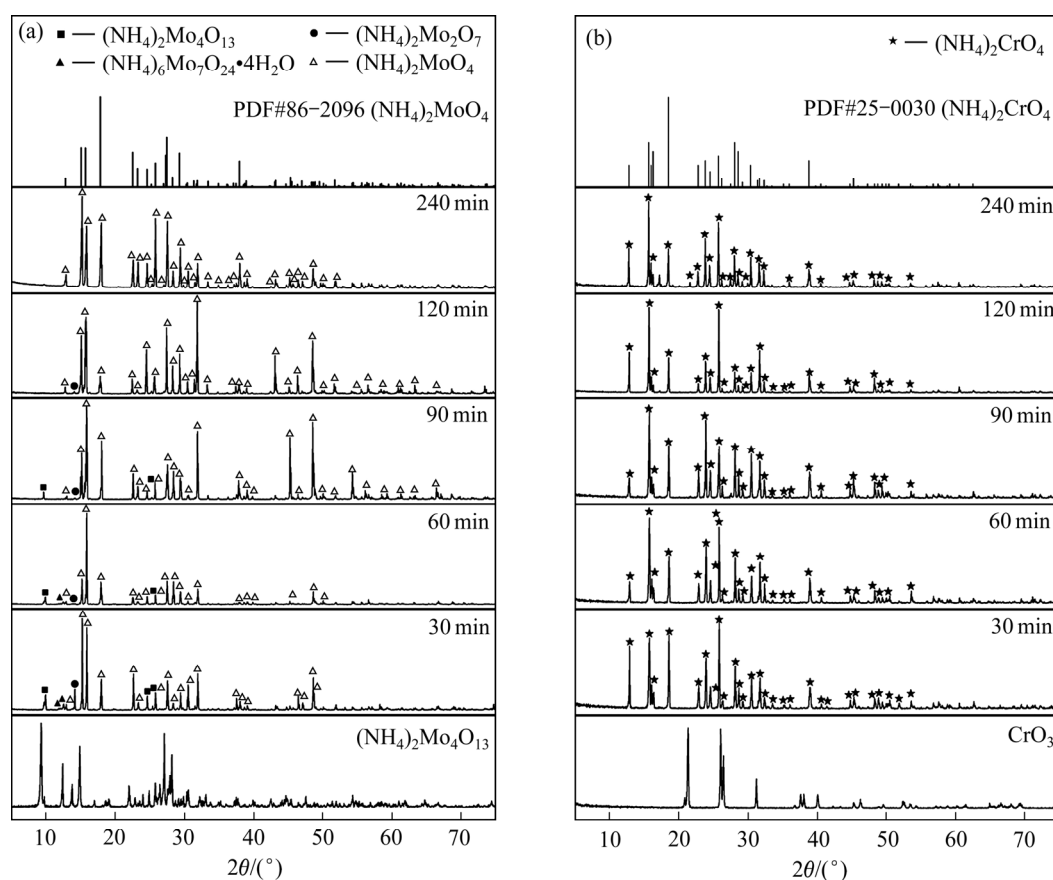 (a)
■ — (NH₄)₂Mo₄O₁₃ ● — (NH₄)₂Mo₂O₇
▲ — (NH₄)₆Mo₇O₂₄•4H₂O △ — (NH₄)₂MoO₄
PDF#86−2096 (NH₄)₂MoO₄
240 min
120 min
90 min
60 min
30 min
(NH₄)₂Mo₄O₁₃
10 20 30 40 50 60 70
2θ/(°)
(b)
★ — (NH₄)₂CrO₄
PDF#25−0030 (NH₄)₂CrO₄
240 min
120 min
90 min
60 min
30 min
CrO₃
10 20 30 40 50 60 70
2θ/(°)